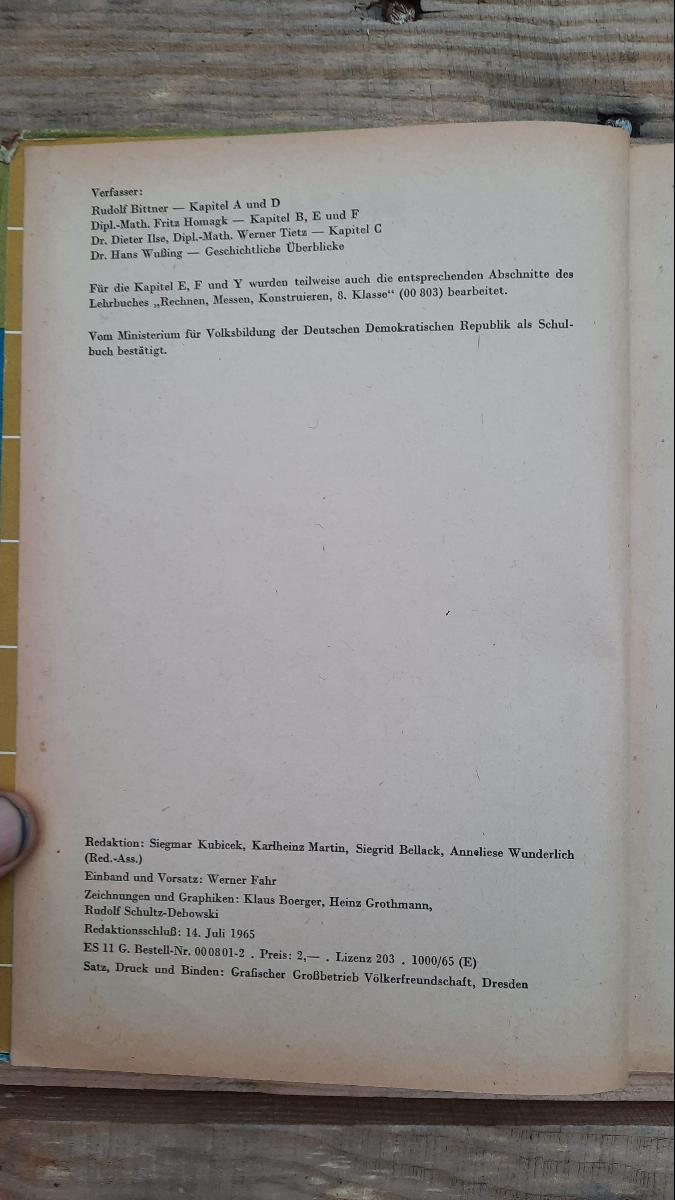 Verfasser:
Rudolf Bittner — Kapitel A und D
Dipl.-Math. Fritz Homagk — Kapitel B, E und F
Dr. Dieter Ilse, Dipl.-Math. Werner Tietz — Kapitel C
Dr. Hans Wußing — Geschichtliche Überblicke
Für die Kapitel E, F und Y wurden teilweise auch die entsprechenden Abschnitte des
Lehrbuches „Rechnen, Messen, Konstruieren, 8. Klasse“ (00 803) bearbeitet.
Vom Ministerium für Volksbildung der Deutschen Demokratischen Republik als Schul-
buch bestätigt.
Redaktion: Siegmar Kubicek, Karlheinz Martin, Siegrid Bellack, Anneliese Wunderlich
(Red.-Ass.)
Einband und Vorsatz: Werner Fahr
Zeichnungen und Graphiken: Klaus Boerger, Heinz Grothmann,
Rudolf Schultz-Debowski
Redaktionsschluß: 14. Juli 1965
ES 11 G. Bestell-Nr. 000801-2 . Preis: 2,— . Lizenz 203 . 1000/65 (E)
Satz, Druck und Binden: Grafischer Großbetrieb Völkerfreundschaft, Dresden